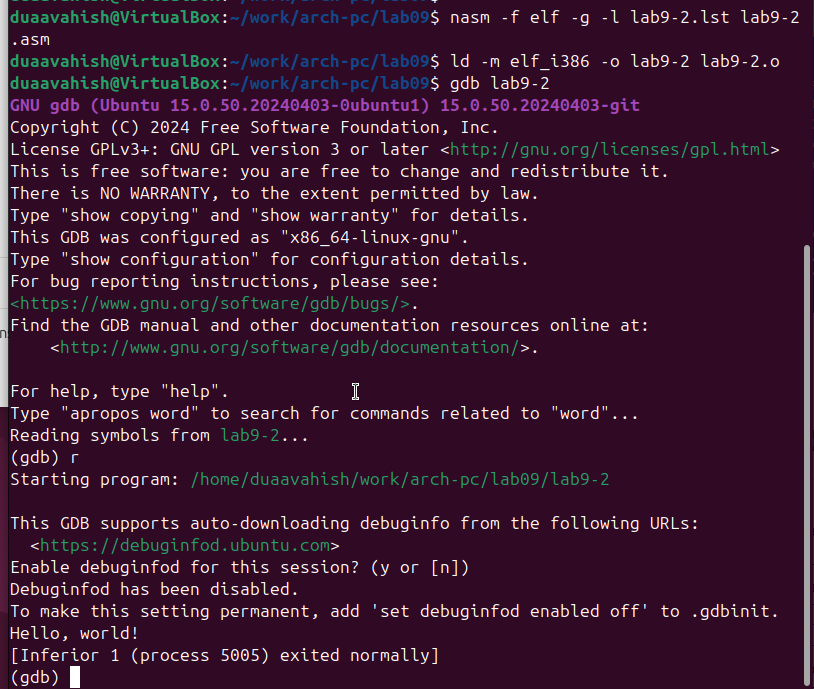 duaavahish@VirtualBox:~/work/arch-pc/lab09$ nasm -f elf -g -l lab9-2.lst lab9-2
.asm
duaavahish@VirtualBox:~/work/arch-pc/lab09$ ld -m elf_i386 -o lab9-2 lab9-2.o
duaavahish@VirtualBox:~/work/arch-pc/lab09$ gdb lab9-2
GNU gdb (Ubuntu 15.0.50.20240403-0ubuntu1) 15.0.50.20240403-git
Copyright (C) 2024 Free Software Foundation, Inc.
License GPLv3+: GNU GPL version 3 or later <http://gnu.org/licenses/gpl.html>
This is free software: you are free to change and redistribute it.
There is NO WARRANTY, to the extent permitted by law.
Type "show copying" and "show warranty" for details.
This GDB was configured as "x86_64-linux-gnu".
Type "show configuration" for configuration details.
For bug reporting instructions, please see:
<https://www.gnu.org/software/gdb/bugs/>.
Find the GDB manual and other documentation resources online at:
    <http://www.gnu.org/software/gdb/documentation/>.

For help, type "help".
Type "apropos word" to search for commands related to "word"...
Reading symbols from lab9-2...
(gdb) r
Starting program: /home/duaavahish/work/arch-pc/lab09/lab9-2

This GDB supports auto-downloading debuginfo from the following URLs:
  <https://debuginfod.ubuntu.com>
Enable debuginfod for this session? (y or [n])
Debuginfod has been disabled.
To make this setting permanent, add 'set debuginfod enabled off' to .gdbinit.
Hello, world!
[Inferior 1 (process 5005) exited normally]
(gdb)